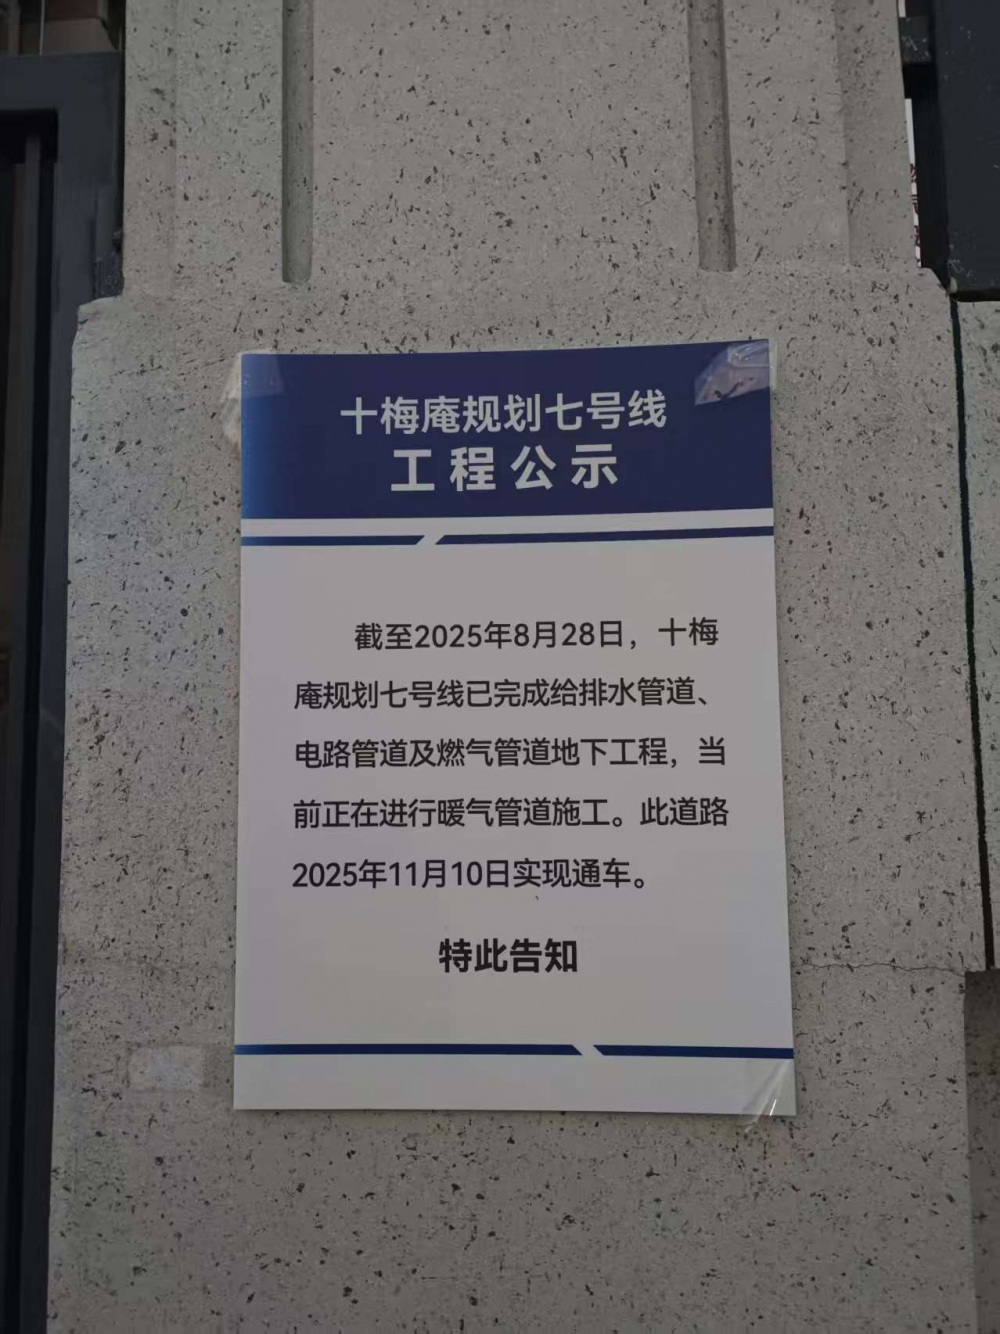 十梅庵规划七号线
工程公示
截至2025年8月28日，十梅
庵规划七号线已完成给排水管道、
电路管道及燃气管道地下工程，当
前正在进行暖气管道施工。此道路
2025年11月10日实现通车。
特此告知